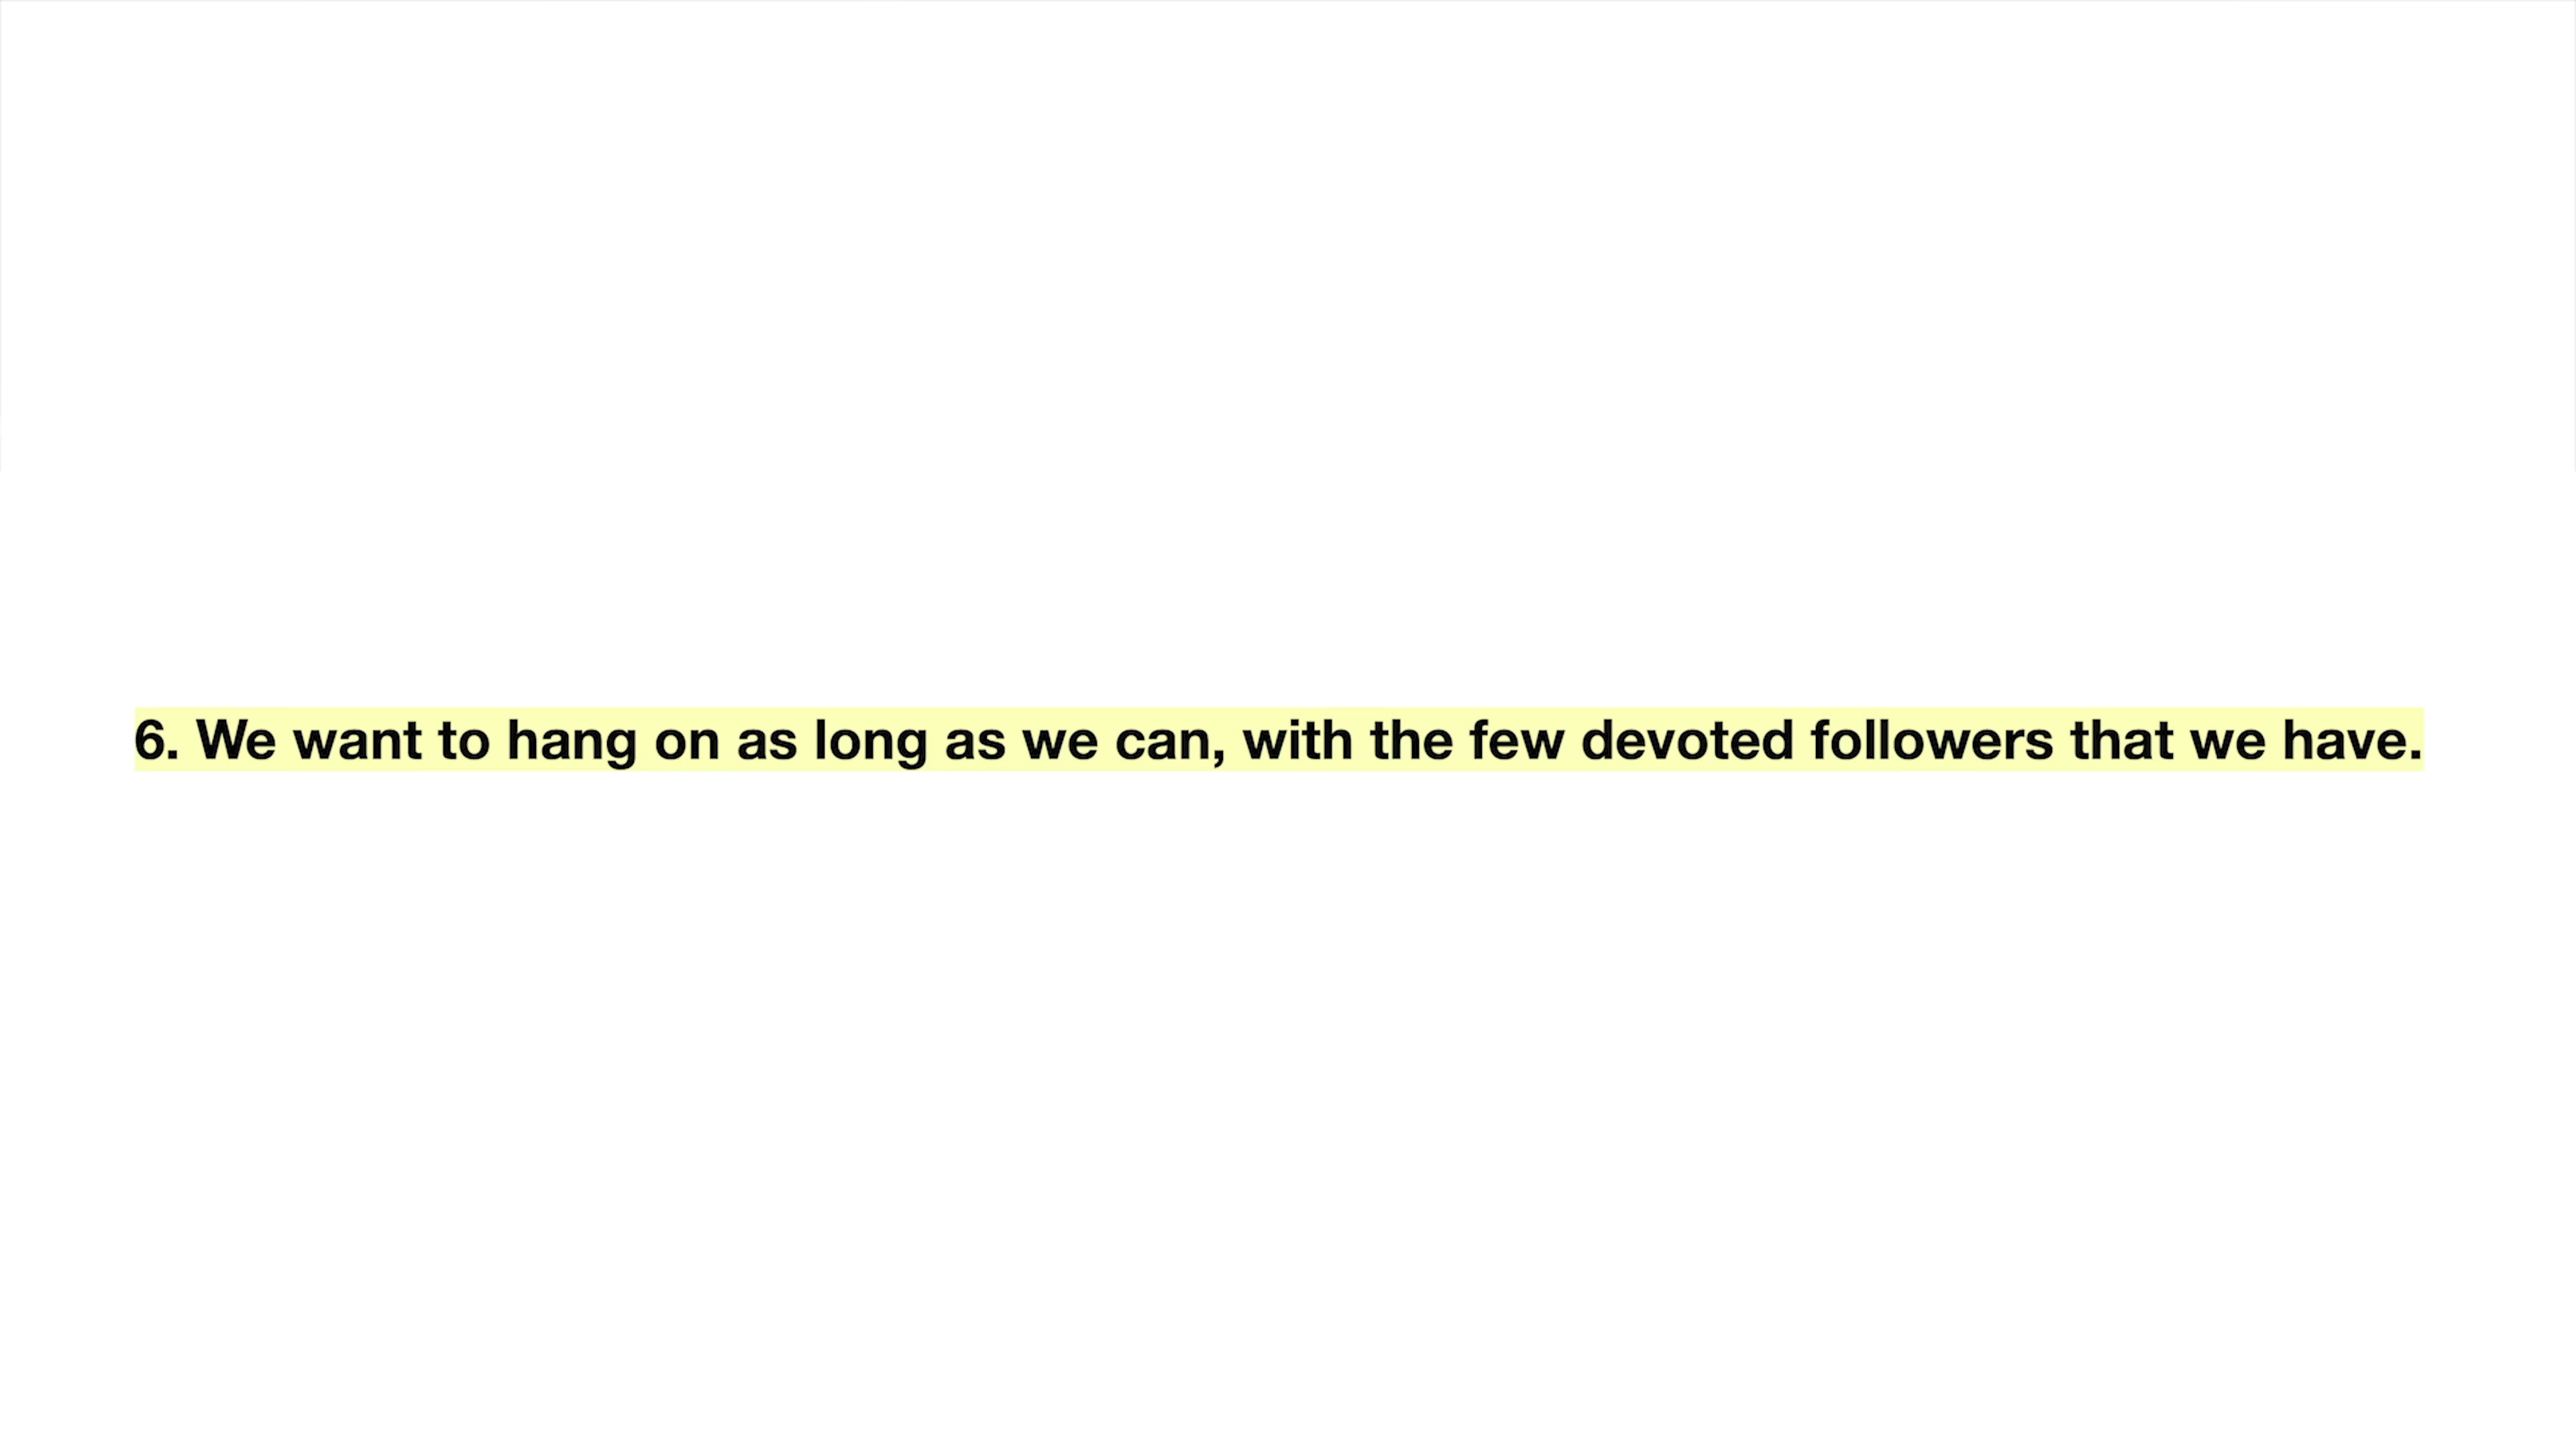 6. We want to hang on as long as we can, with the few devoted followers that we have.